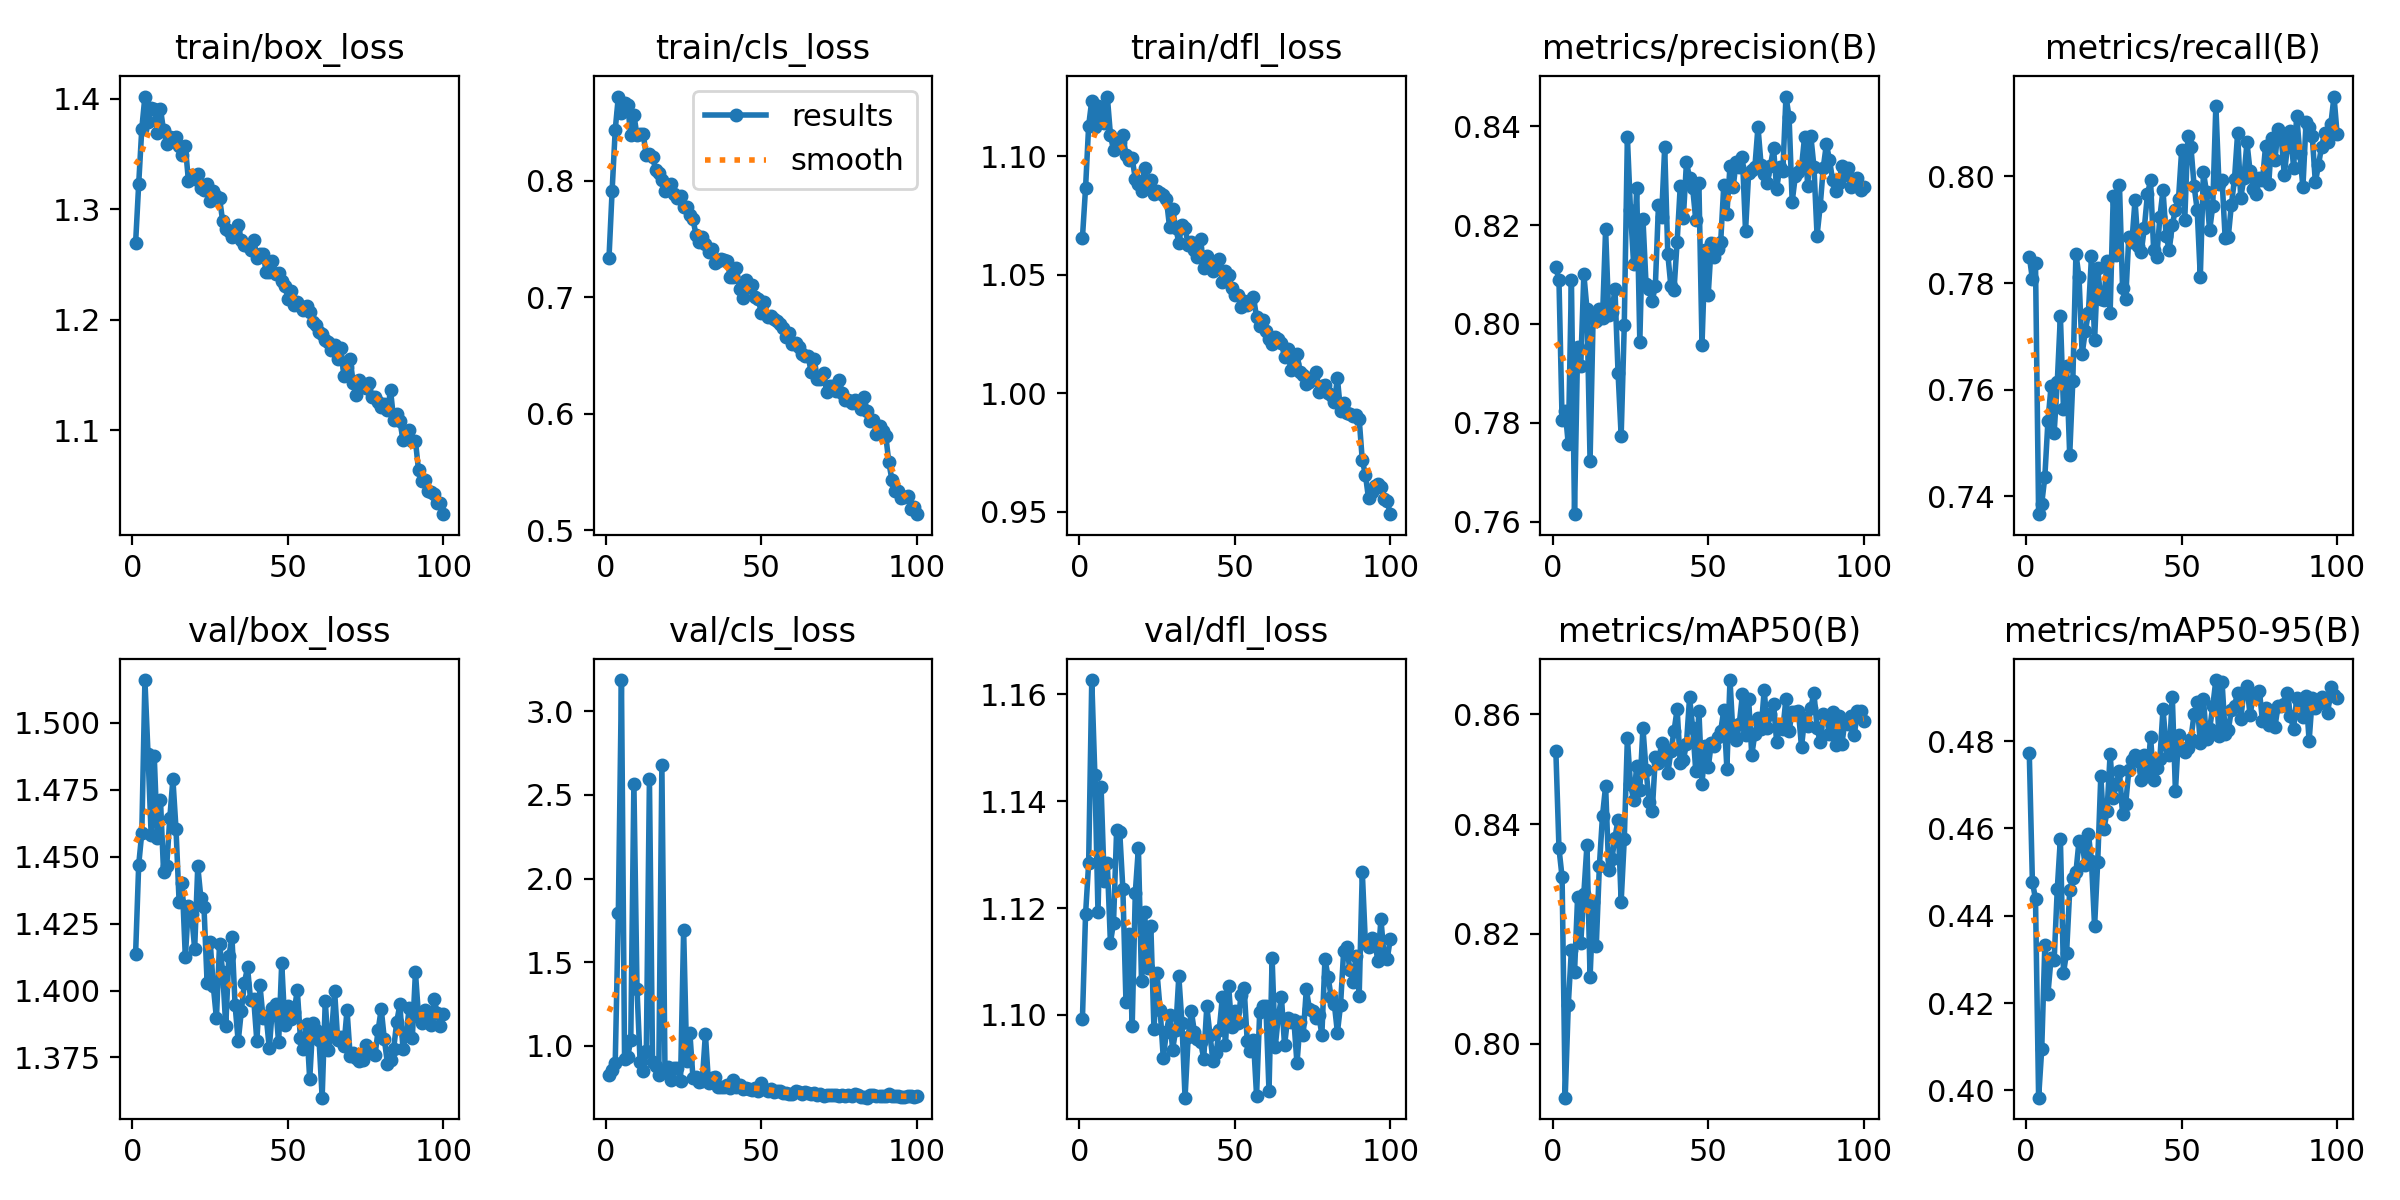 train/box_loss
train/cls_loss
train/dfl_loss
metrics/precision(B)
metrics/recall(B)
1.4
1.3
1.2
1.1
0 50 100
results
smooth
0.8
0.7
0.6
0.5
0 50 100
1.10
1.05
1.00
0.95
0 50 100
0.84
0.82
0.80
0.78
0.76
0 50 100
0.80
0.78
0.76
0.74
0 50 100
val/box_loss
val/cls_loss
val/dfl_loss
metrics/mAP50(B)
metrics/mAP50-95(B)
1.500
1.475
1.450
1.425
1.400
1.375
0 50 100
3.0
2.5
2.0
1.5
1.0
0 50 100
1.16
1.14
1.12
1.10
0 50 100
0.86
0.84
0.82
0.80
0 50 100
0.48
0.46
0.44
0.42
0.40
0 50 100